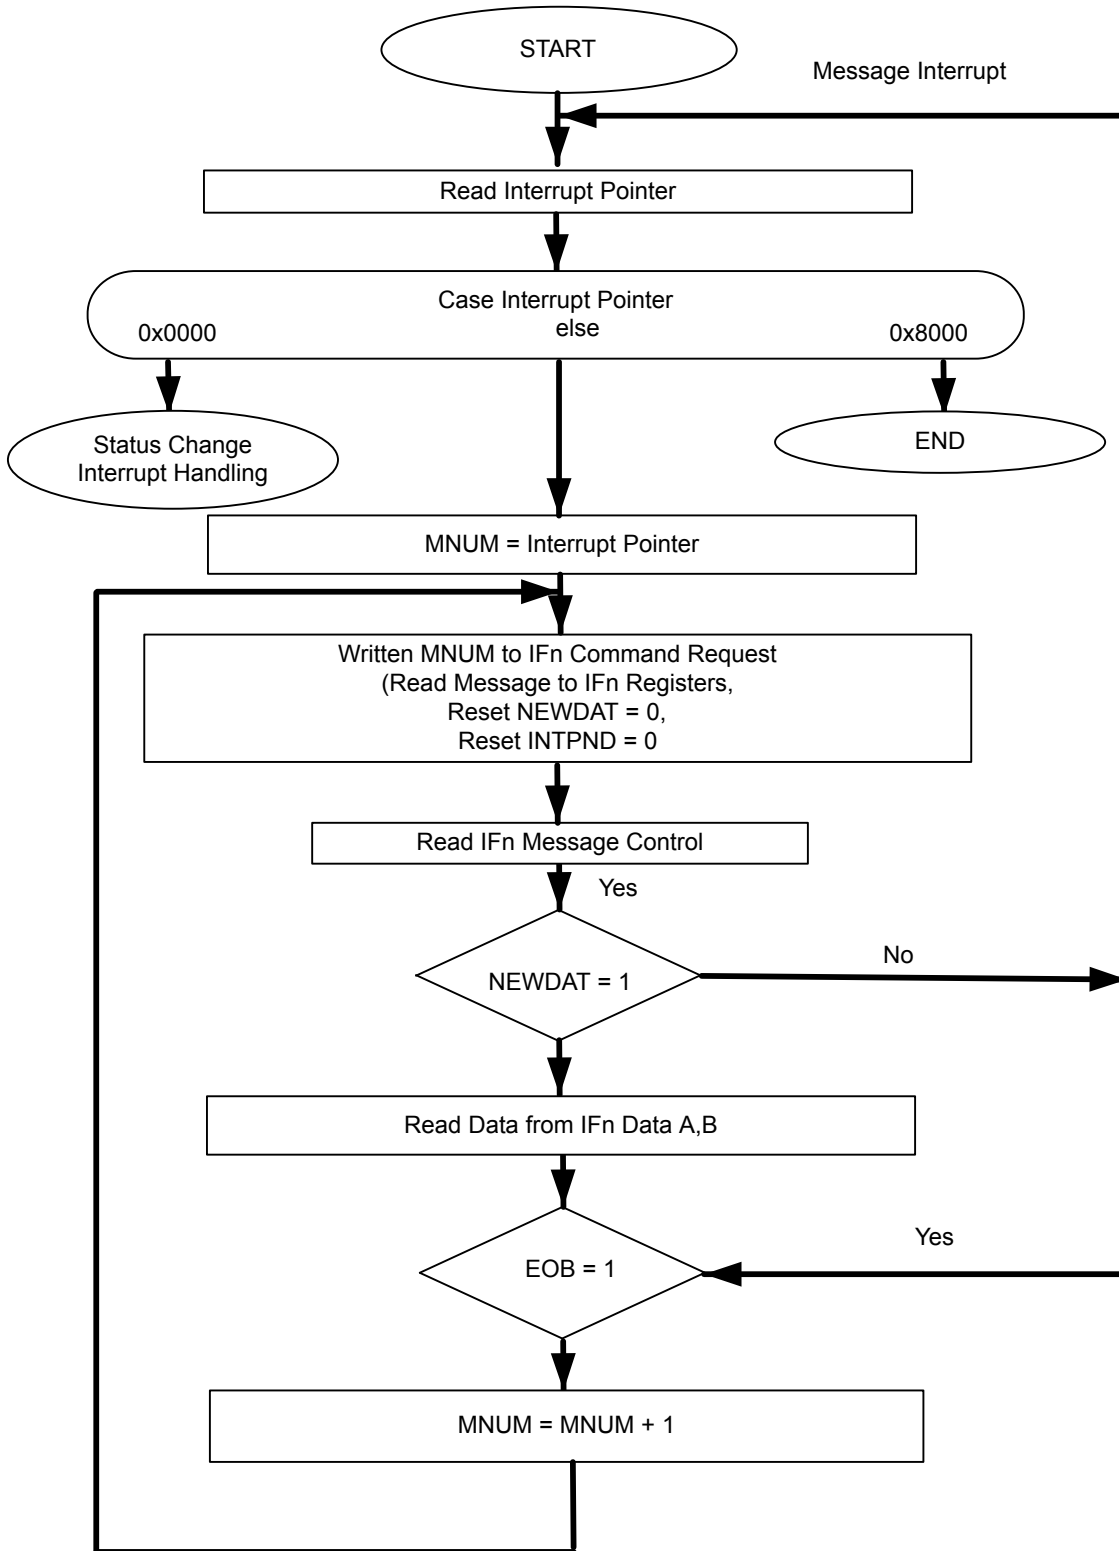 START
Message Interrupt
Read Interrupt Pointer
Case Interrupt Pointer
else
0x0000
0x8000
Status Change
Interrupt Handling
END
MNUM = Interrupt Pointer
Written MNUM to IFn Command Request
(Read Message to IFn Registers,
Reset NEWDAT = 0,
Reset INTPND = 0
Read IFn Message Control
Yes
NEWDAT = 1
No
Read Data from IFn Data A,B
EOB = 1
Yes
MNUM = MNUM + 1